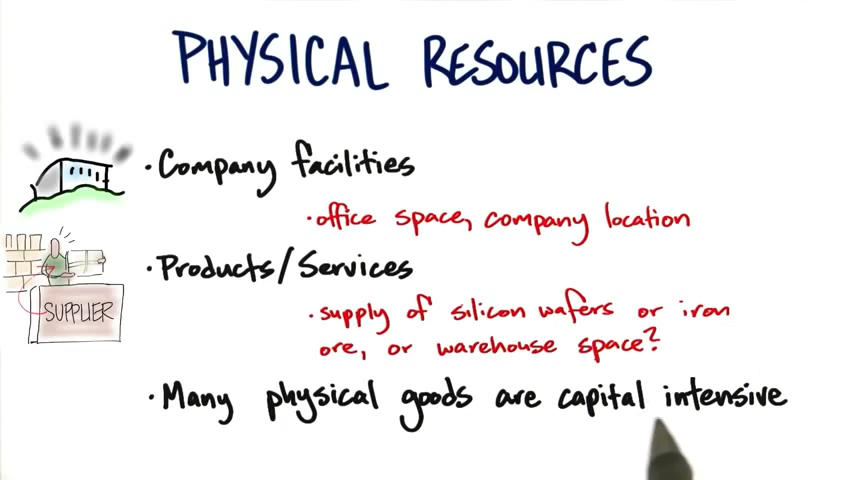 PHYSICAL RESOURCES
· Company facilities
· office space, company location
· Products/Services
SUPPLIER
· supply of silicon wafers or iron
ore, or warehouse space?
· Many physical goods are capital intensive